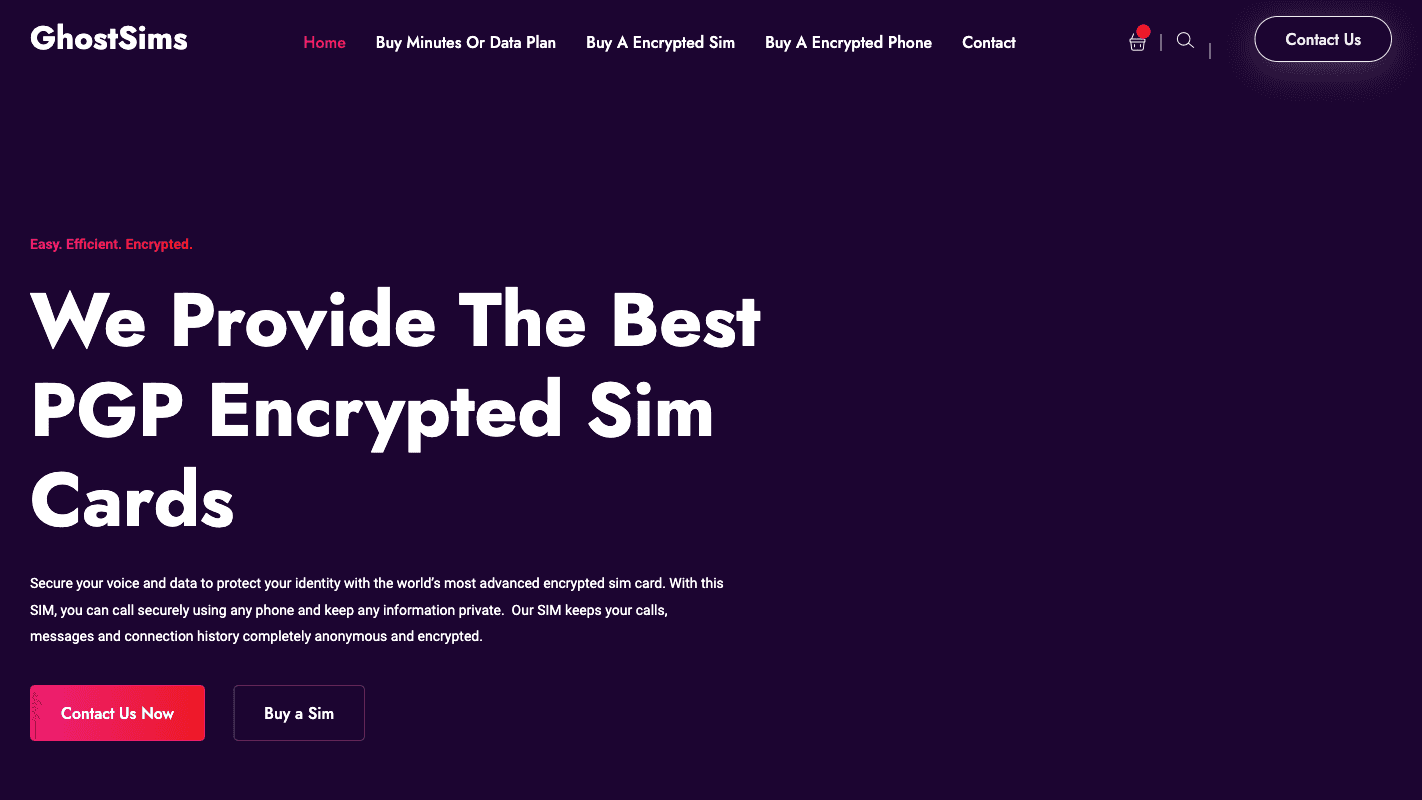 GhostSims
Home
Buy Minutes Or Data Plan
Buy A Encrypted Sim
Buy A Encrypted Phone
Contact
Contact Us
Easy. Efficient. Encrypted.
We Provide The Best
PGP Encrypted Sim
Cards
Secure your voice and data to protect your identity with the world’s most advanced encrypted sim card. With this
SIM, you can call securely using any phone and keep any information private.  Our SIM keeps your calls,
messages and connection history completely anonymous and encrypted.
Contact Us Now
Buy a Sim